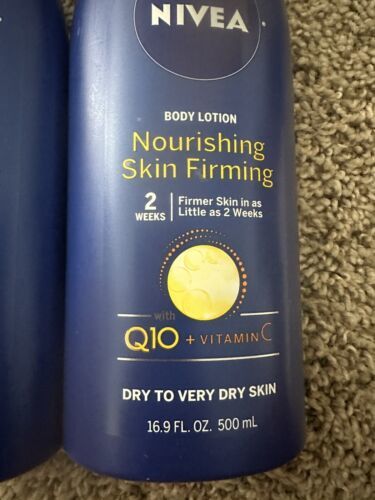 NIVEA
BODY LOTION
Nourishing
Skin Firming
2 WEEKS
Firmer Skin in as
Little as 2 Weeks
with
Q10 + VITAMIN C
DRY TO VERY DRY SKIN
16.9 FL. OZ. 500 mL